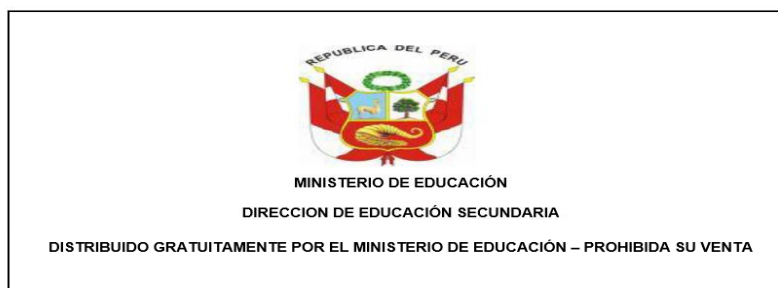 REPUBLICA DEL PERU
MINISTERIO DE EDUCACIÓN
DIRECCION DE EDUCACIÓN SECUNDARIA
DISTRIBUIDO GRATUITAMENTE POR EL MINISTERIO DE EDUCACIÓN – PROHIBIDA SU VENTA